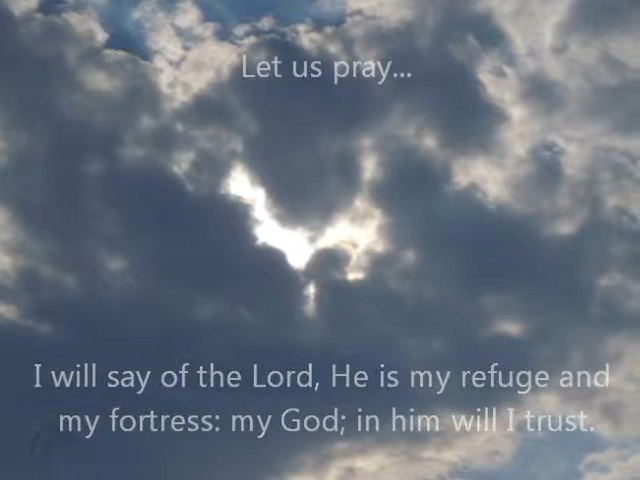 Let us pray...
I will say of the Lord, He is my refuge and
my fortress: my God; in him will I trust.